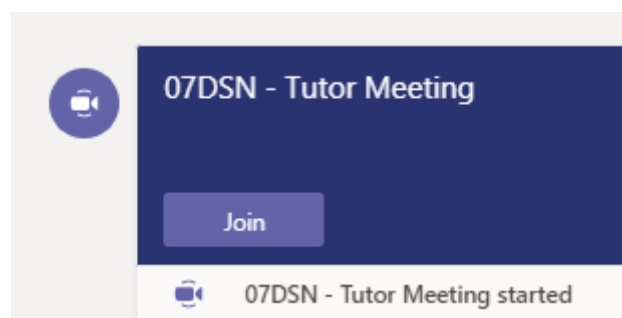 07DSN - Tutor Meeting
Join
07DSN - Tutor Meeting started